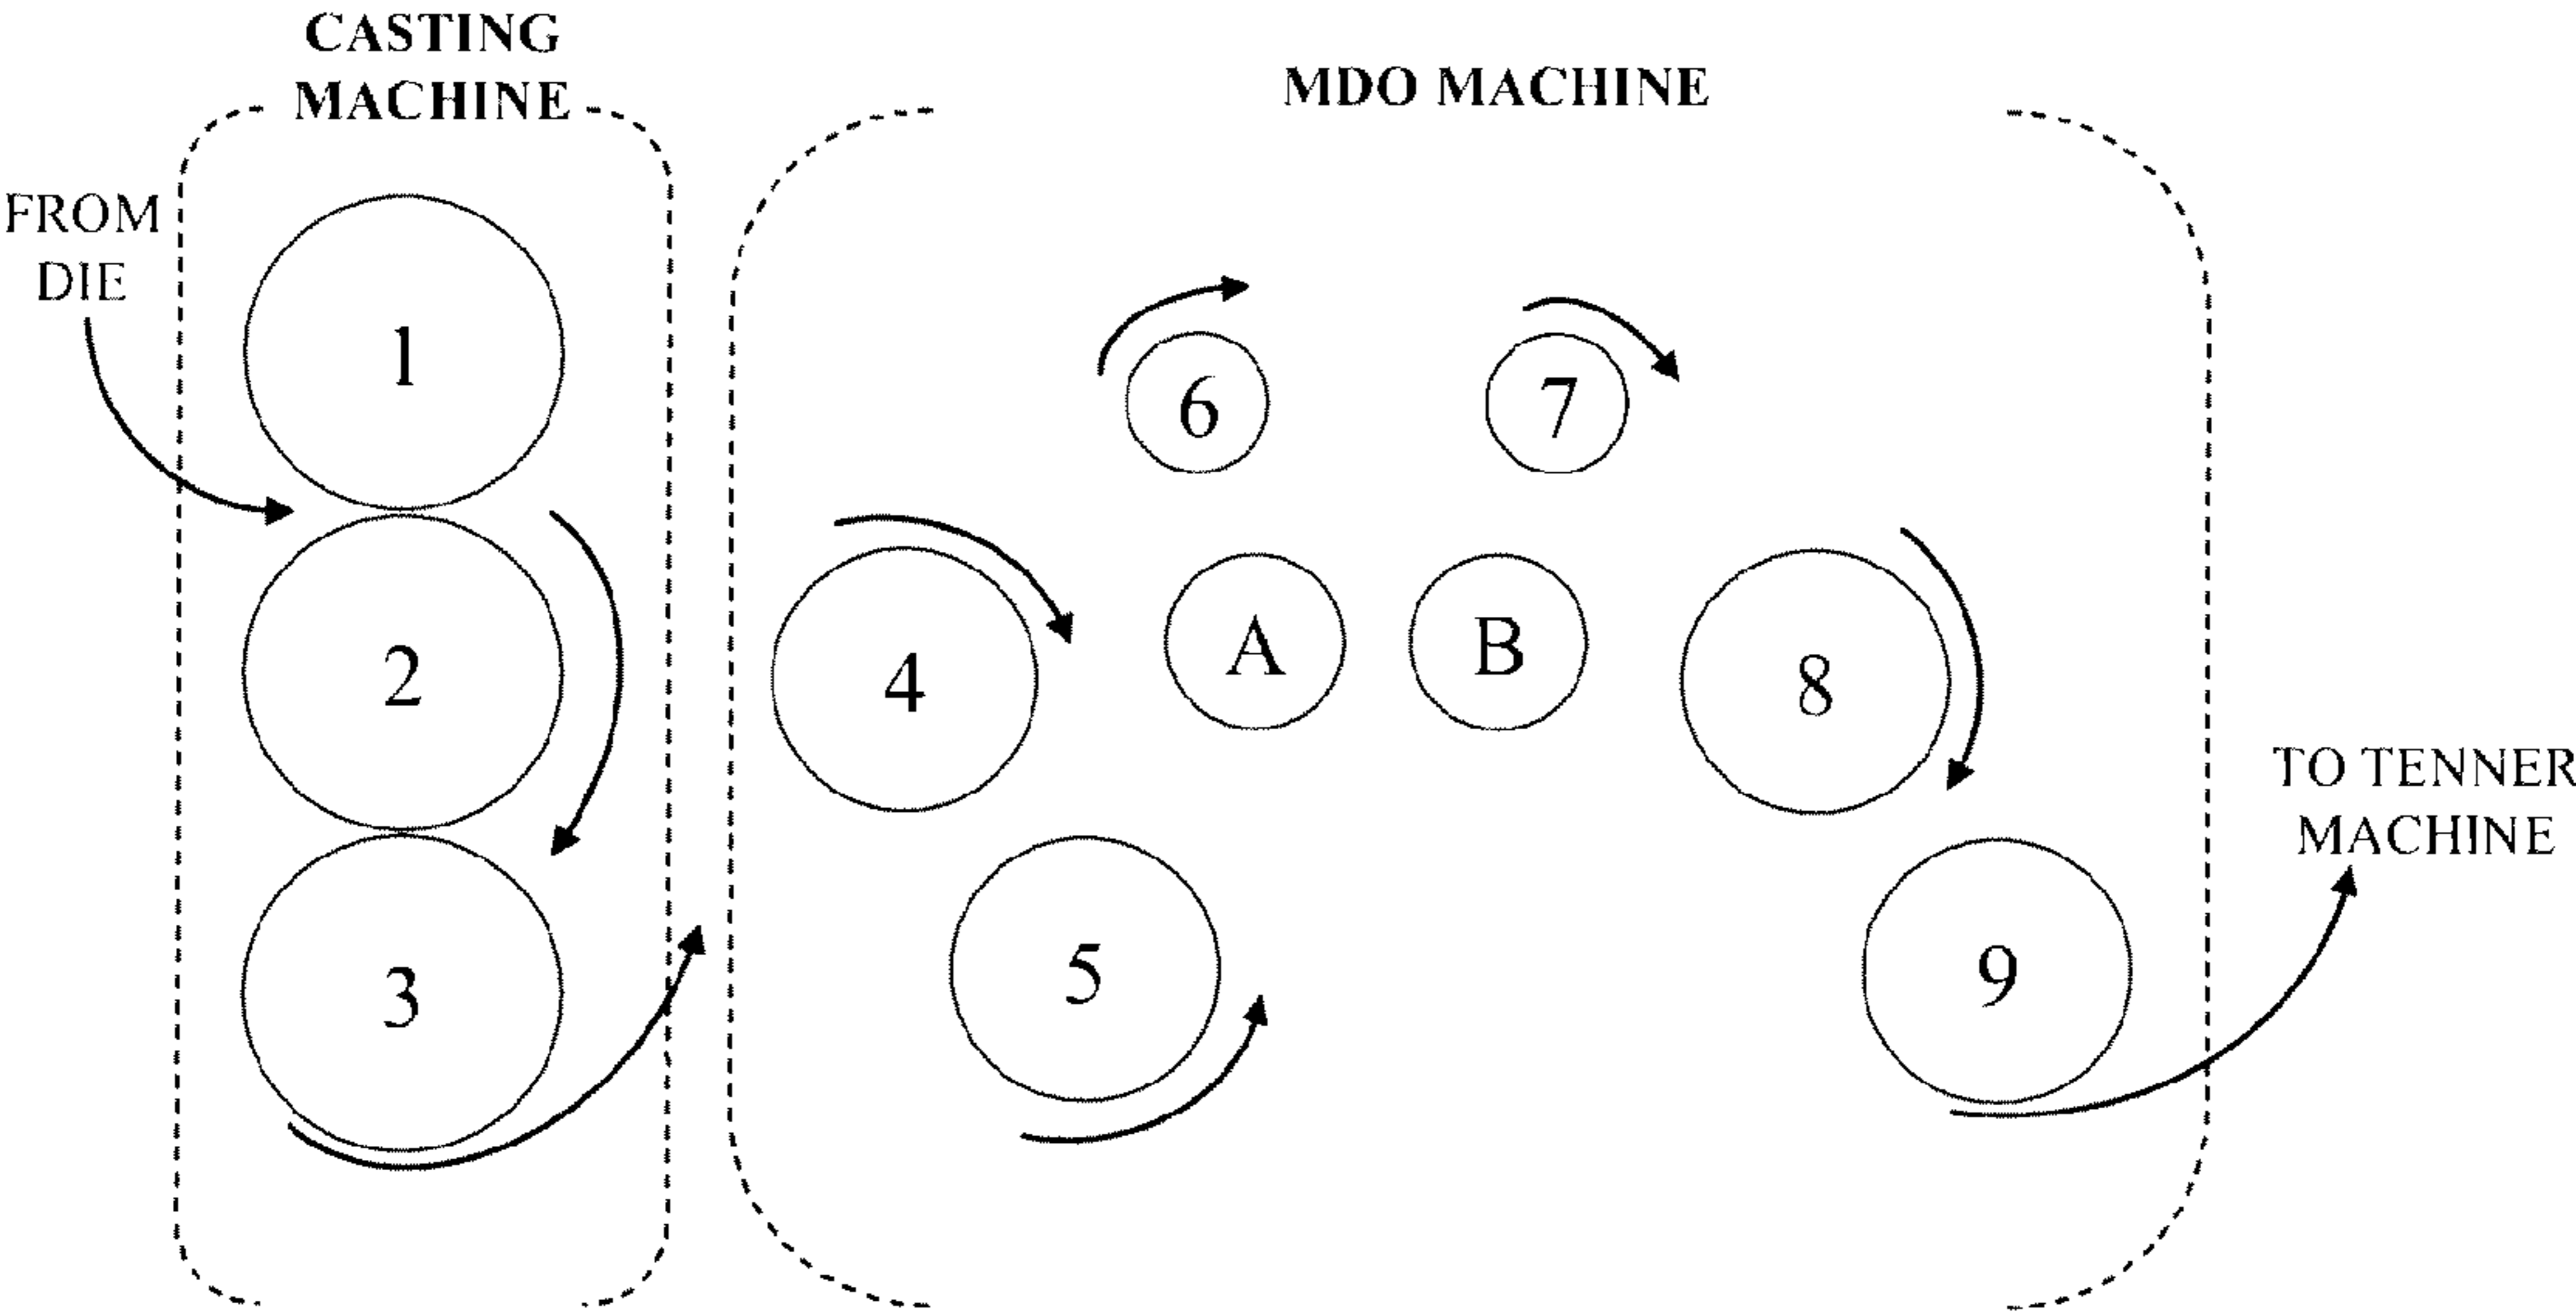 CASTING
MACHINE
MDO MACHINE
FROM
DIE
1
2
3
4
5
6
7
A
B
8
9
TO TENNER
MACHINE